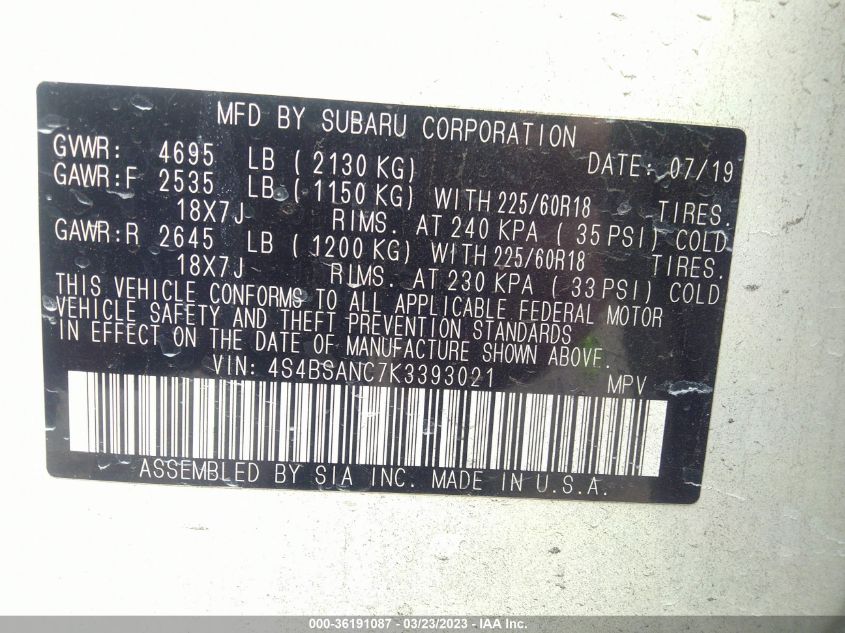 MFD BY SUBARU CORPORATION
GVWR: 4695 LB ( 2130 KG) DATE: 07/19
GAWR:F 2535 LB ( 1150 KG) WITH 225/60R18 TIRES.
18X7J RIMS. AT 240 KPA ( 35 PSI) COLD
GAWR:R 2645 LB ( 1200 KG) WITH 225/60R18 TIRES.
18X7J RIMS. AT 230 KPA ( 33 PSI) COLD
THIS VEHICLE CONFORMS TO ALL APPLICABLE FEDERAL MOTOR
VEHICLE SAFETY AND THEFT PREVENTION STANDARDS
IN EFFECT ON THE DATE OF MANUFACTURE SHOWN ABOVE.
VIN: 4S4BSANC7K3393021 MPV
ASSEMBLED BY SIA INC. MADE IN U.S.A.
000-36191087 - 03/23/2023 - IAA Inc.